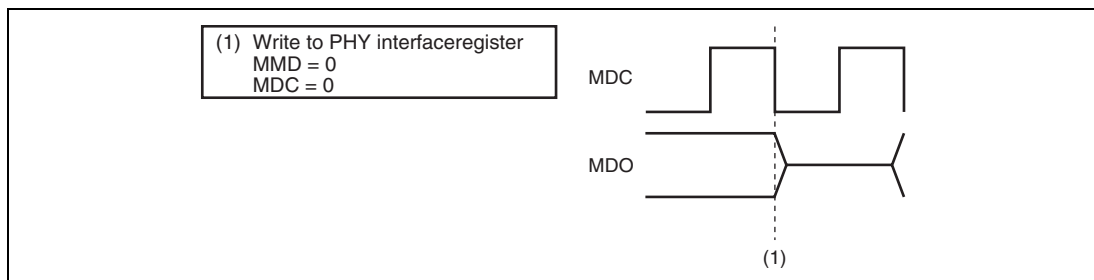 (1) Write to PHY interfaceregister
MMD = 0
MDC = 0
MDC
MDO
(1)